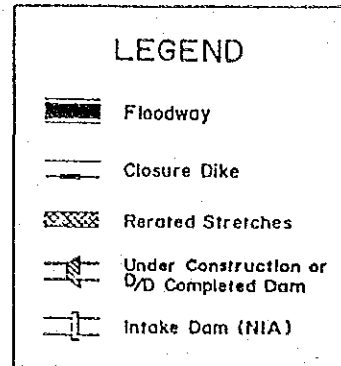 LEGEND
Floodway
Closure Dike
Rerated Stretches
Under Construction or
D/D Completed Dam
Intake Dam (NIA)